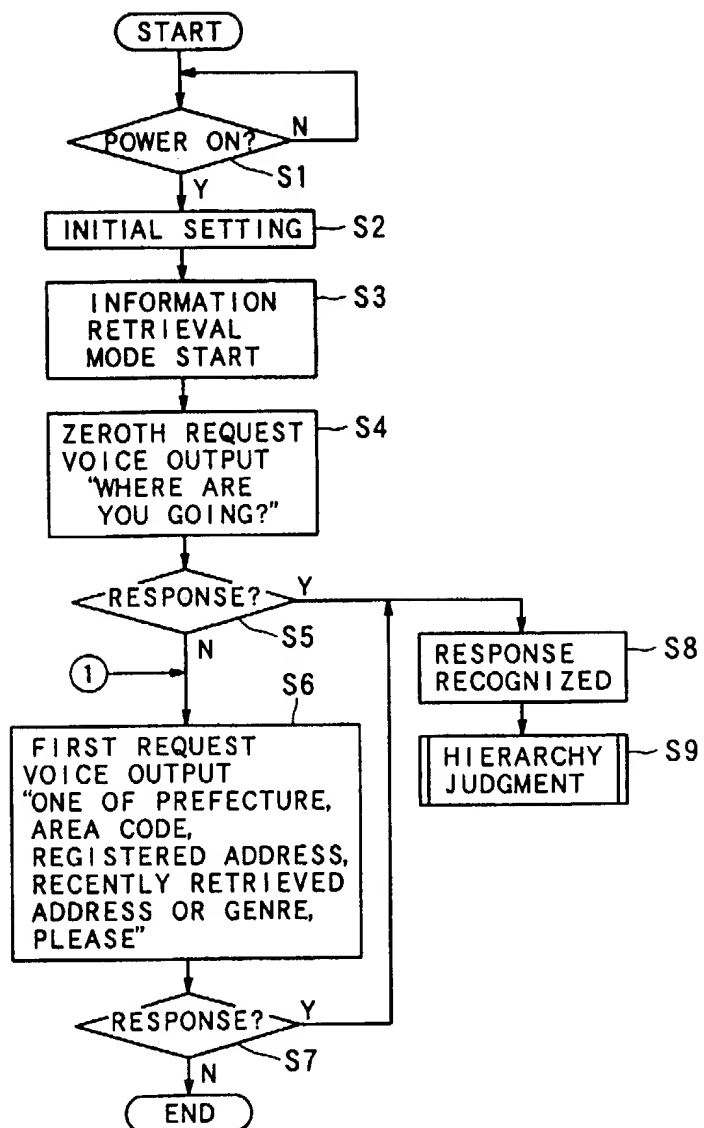 START
POWER ON?
N
S1
Y
INITIAL SETTING
S2
INFORMATION
RETRIEVAL
MODE START
S3
ZEROTH REQUEST
VOICE OUTPUT
"WHERE ARE
YOU GOING?"
S4
RESPONSE?
Y
S5
N
1
S6
FIRST REQUEST
VOICE OUTPUT
"ONE OF PREFECTURE,
AREA CODE,
REGISTERED ADDRESS,
RECENTLY RETRIEVED
ADDRESS OR GENRE,
PLEASE"
RESPONSE?
Y
S7
N
END
RESPONSE
RECOGNIZED
S8
HIERARCHY
JUDGMENT
S9